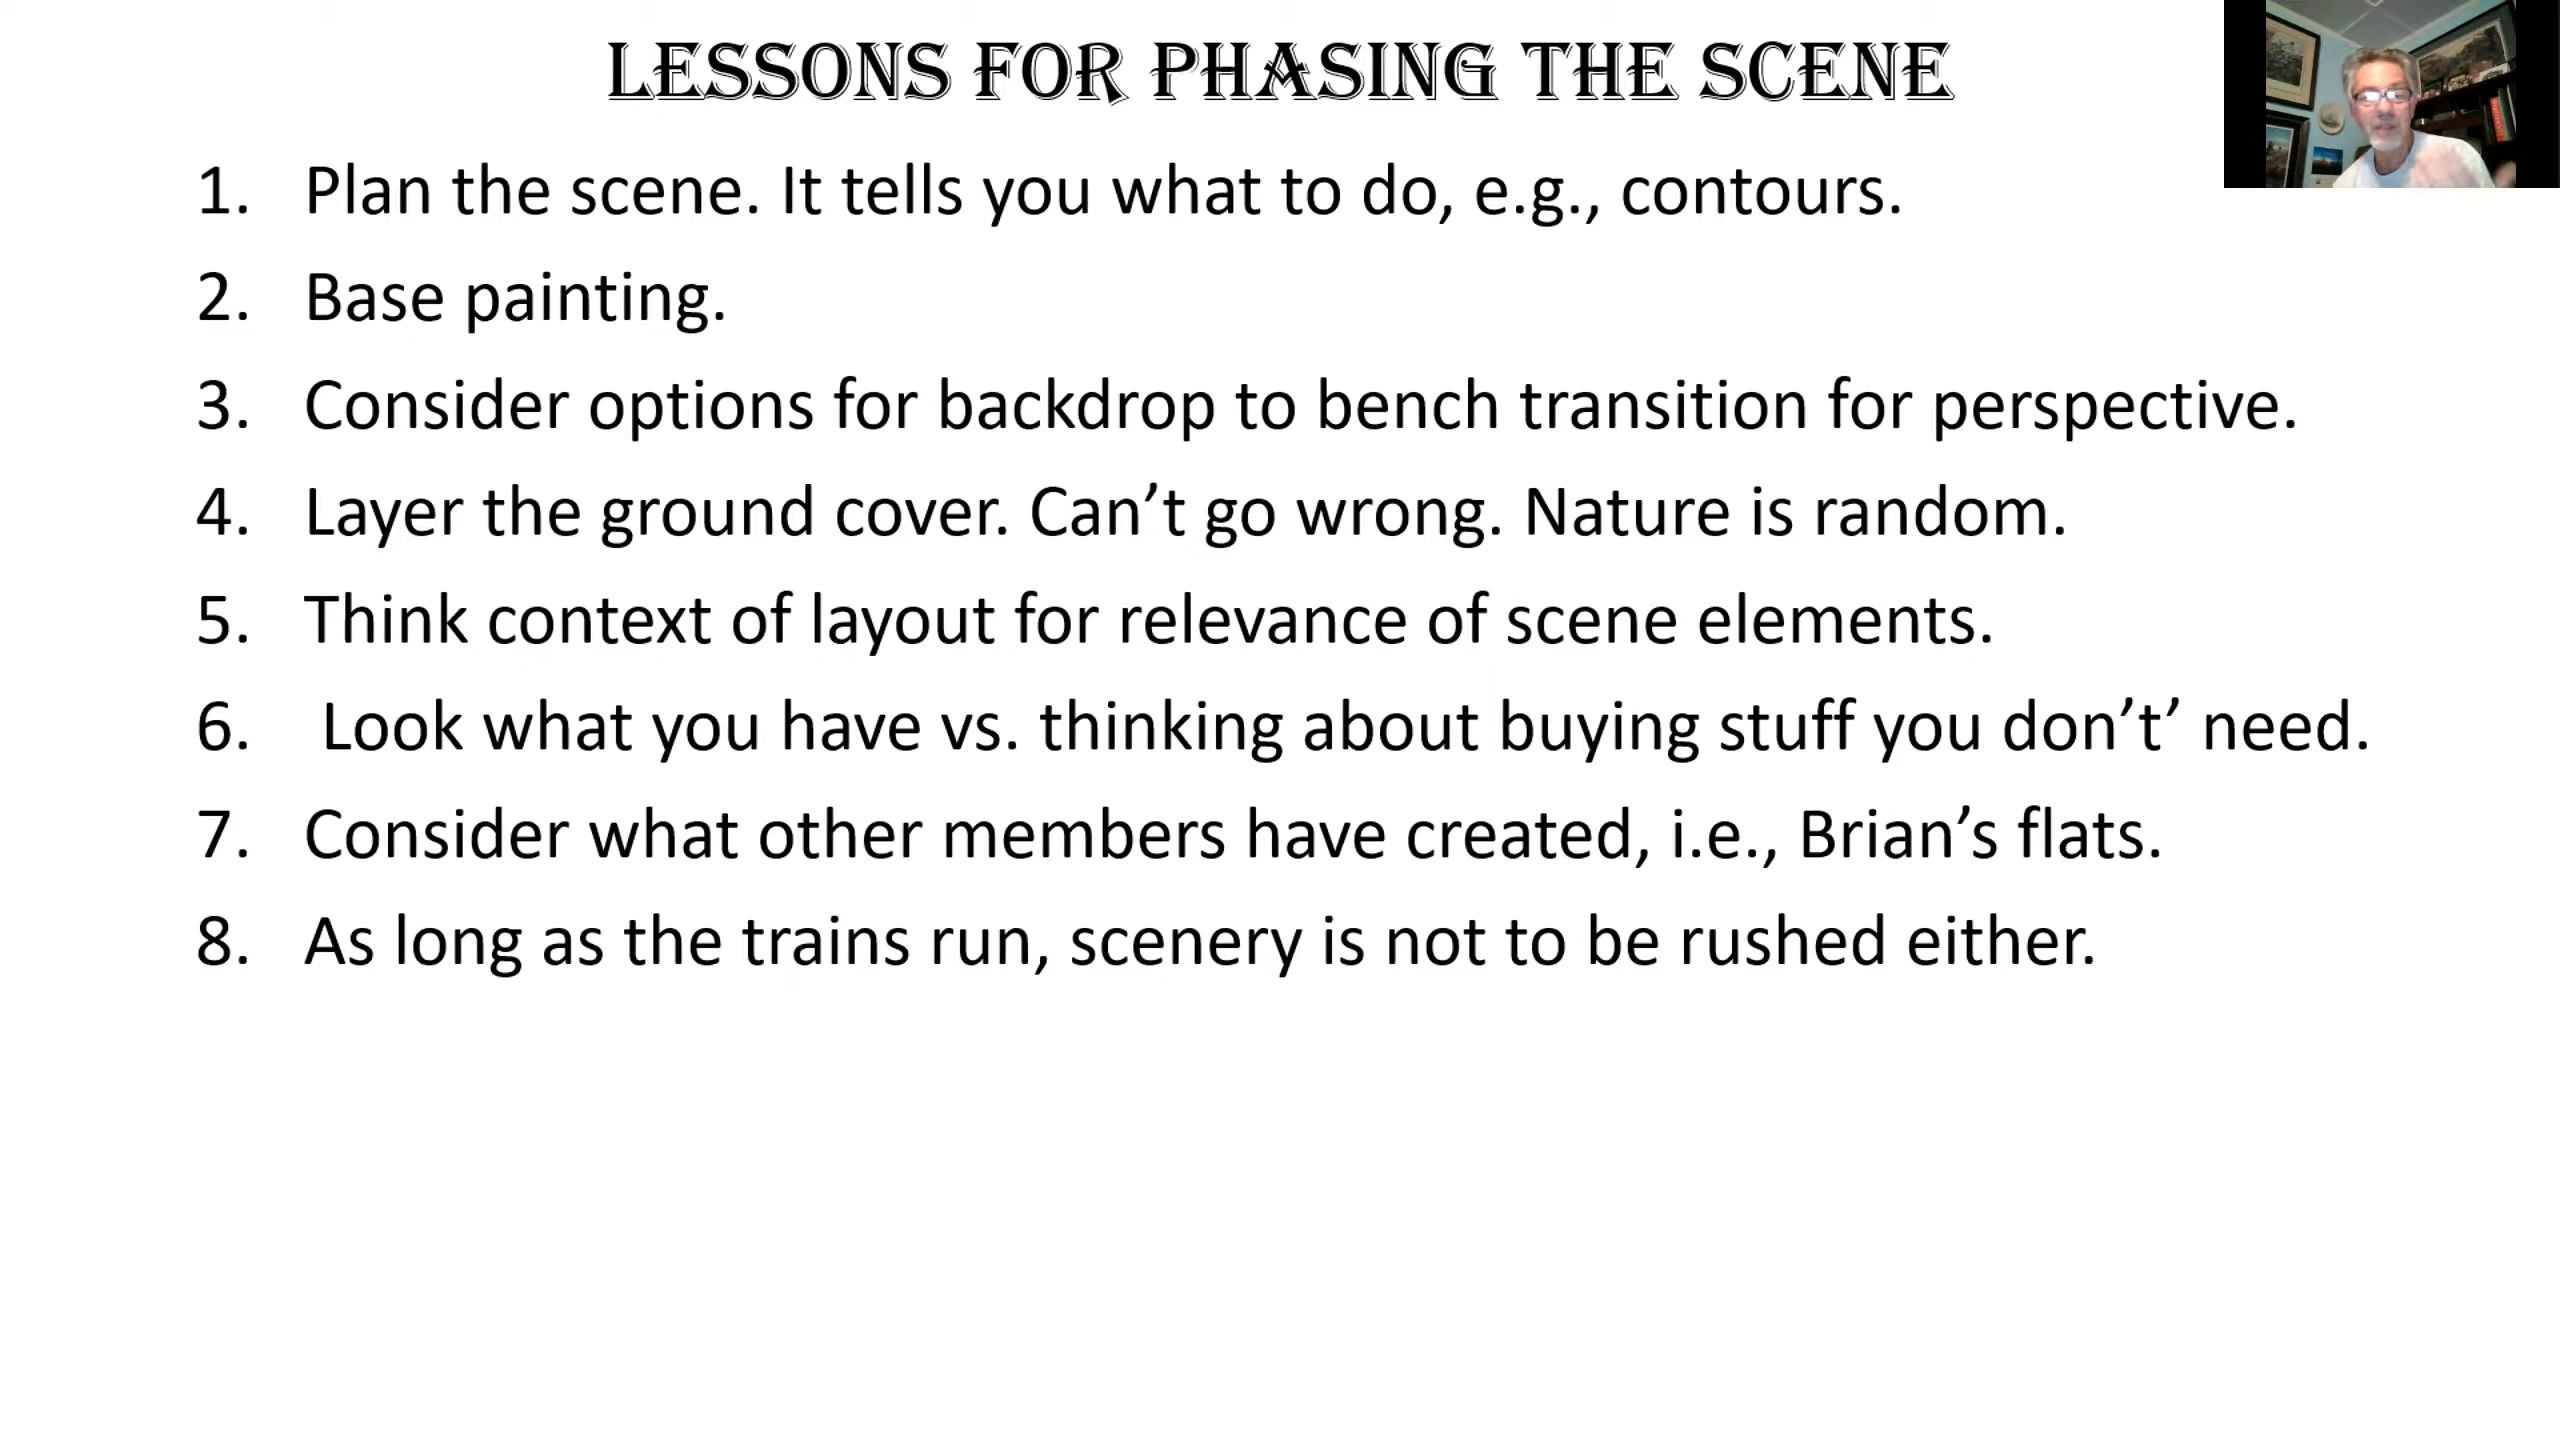 LESSONS FOR PHASING THE SCENE
1. Plan the scene. It tells you what to do, e.g., contours.
2. Base painting.
3. Consider options for backdrop to bench transition for perspective.
4. Layer the ground cover. Can’t go wrong. Nature is random.
5. Think context of layout for relevance of scene elements.
6. Look what you have vs. thinking about buying stuff you don’t’ need.
7. Consider what other members have created, i.e., Brian’s flats.
8. As long as the trains run, scenery is not to be rushed either.